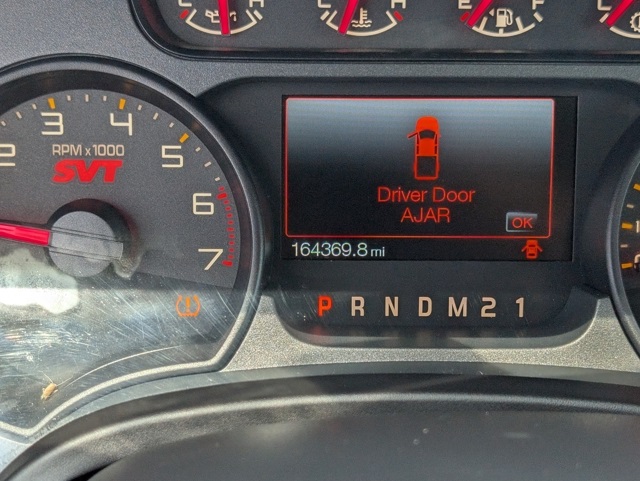 C H C H E F C
3 4
2 RPM x 1000 5
SVT
6
7
Driver Door
AJAR
OK
164369.8 mi
P R N D M 2 1